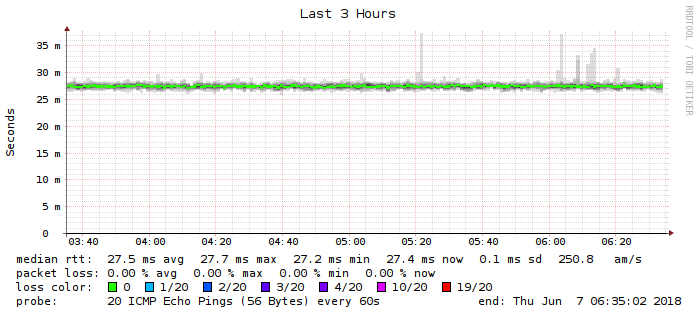 Last 3 Hours
RRDTOOL / TOBI OETIKER
Seconds
35 m
30 m
25 m
20 m
15 m
10 m
5 m
0
03:40 04:00 04:20 04:40 05:00 05:20 05:40 06:00 06:20
median rtt: 27.5 ms avg 27.7 ms max 27.2 ms min 27.4 ms now 0.1 ms sd 250.8 am/s
packet loss: 0.00 % avg 0.00 % max 0.00 % min 0.00 % now
loss color: 0 1/20 2/20 3/20 4/20 10/20 19/20
probe: 20 ICMP Echo Pings (56 Bytes) every 60s end: Thu Jun 7 06:35:02 2018